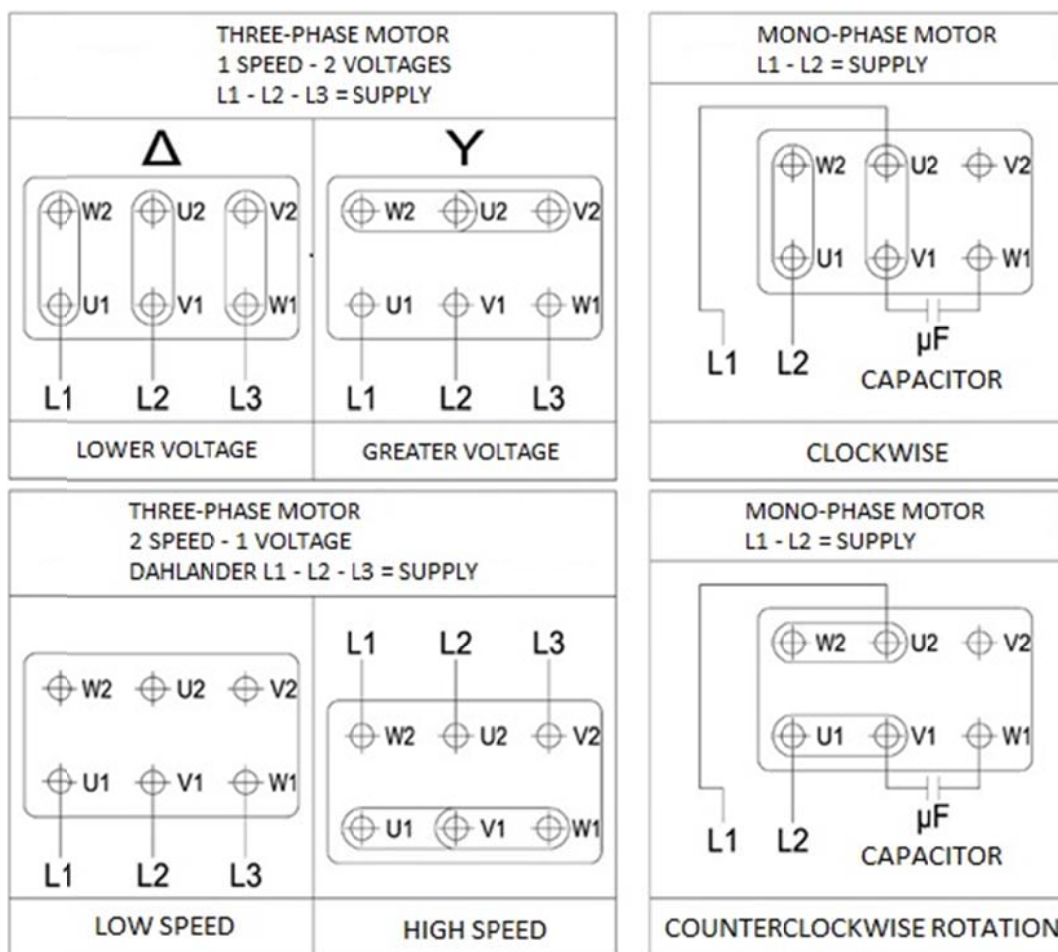 THREE-PHASE MOTOR
1 SPEED - 2 VOLTAGES
L1 - L2 - L3 = SUPPLY
Δ
Y
W2 U2 V2
U1 V1 W1
L1 L2 L3
W2 U2 V2
U1 V1 W1
L1 L2 L3
LOWER VOLTAGE
GREATER VOLTAGE
MONO-PHASE MOTOR
L1 - L2 = SUPPLY
W2 U2 V2
U1 V1 W1
L1 L2
µF
CAPACITOR
CLOCKWISE
THREE-PHASE MOTOR
2 SPEED - 1 VOLTAGE
DAHLANDER L1 - L2 - L3 = SUPPLY
W2 U2 V2
U1 V1 W1
L1 L2 L3
LOW SPEED
L1 L2 L3
W2 U2 V2
U1 V1 W1
HIGH SPEED
MONO-PHASE MOTOR
L1 - L2 = SUPPLY
W2 U2 V2
U1 V1 W1
L1 L2
µF
CAPACITOR
COUNTERCLOCKWISE ROTATION